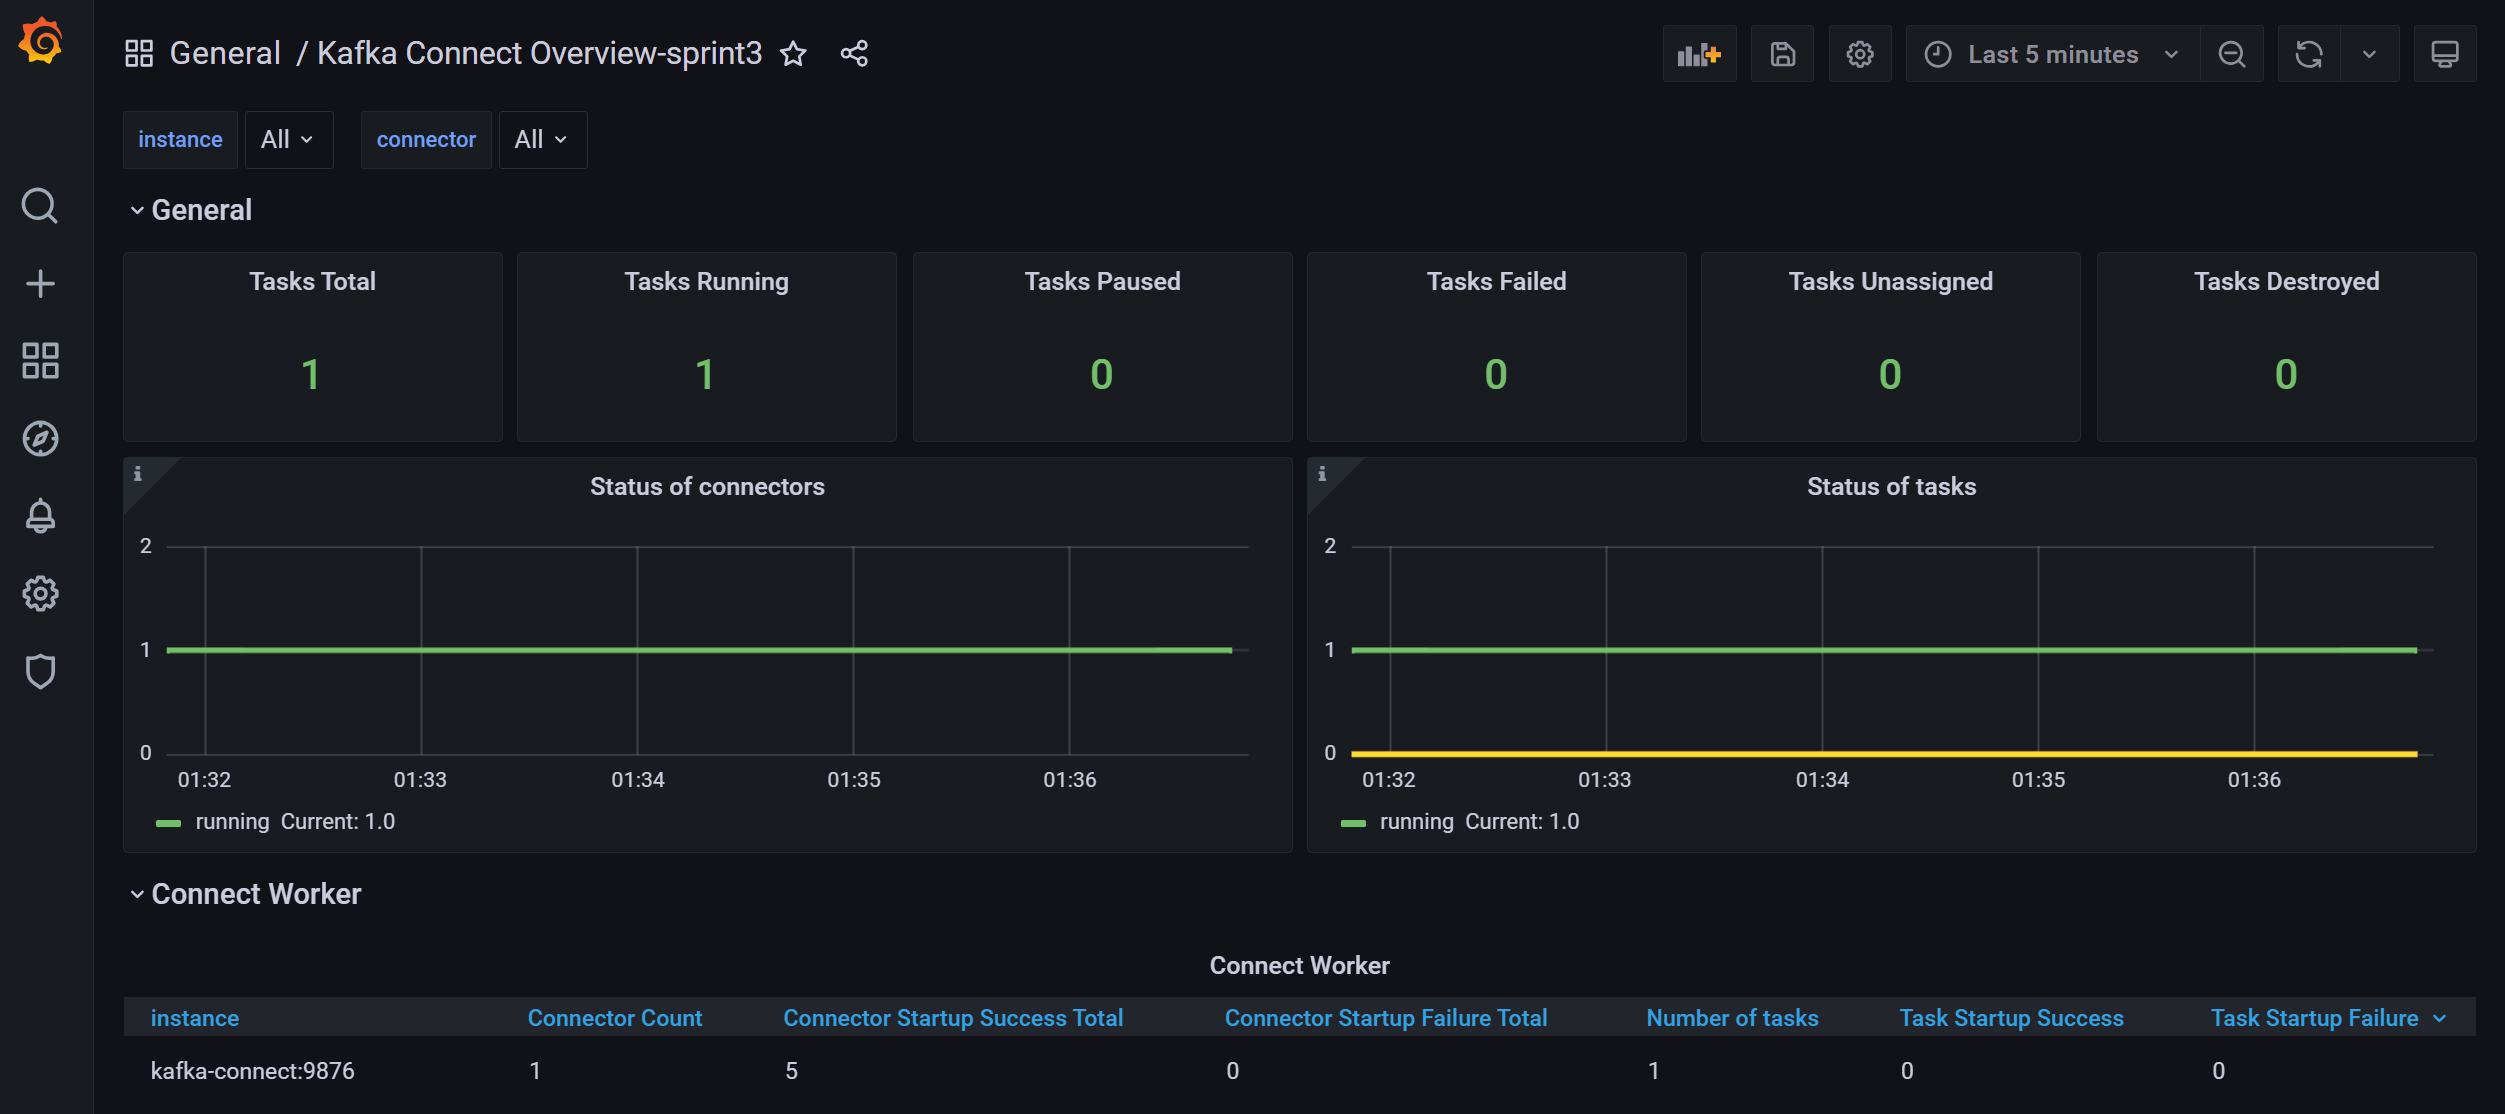 General / Kafka Connect Overview-sprint3
Last 5 minutes
instance All connector All
General
Tasks Total
1
Tasks Running
1
Tasks Paused
0
Tasks Failed
0
Tasks Unassigned
0
Tasks Destroyed
0
i
Status of connectors
2
1
0
01:32 01:33 01:34 01:35 01:36
running Current: 1.0
i
Status of tasks
2
1
0
01:32 01:33 01:34 01:35 01:36
running Current: 1.0
Connect Worker
Connect Worker
instance Connector Count Connector Startup Success Total Connector Startup Failure Total Number of tasks Task Startup Success Task Startup Failure
kafka-connect:9876 1 5 0 1 0 0